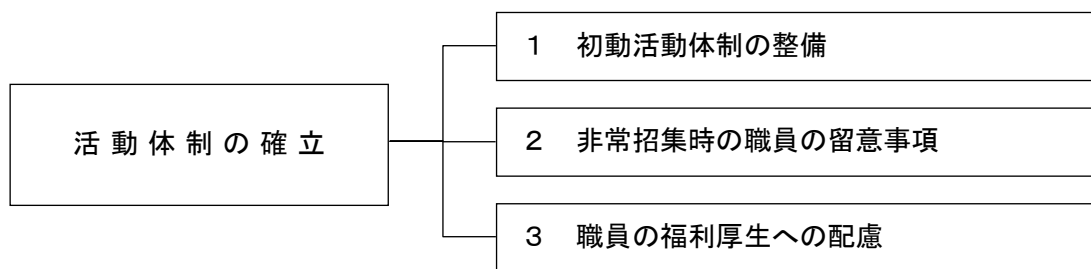 活動体制の確立
１　初動活動体制の整備
２　非常招集時の職員の留意事項
３　職員の福利厚生への配慮